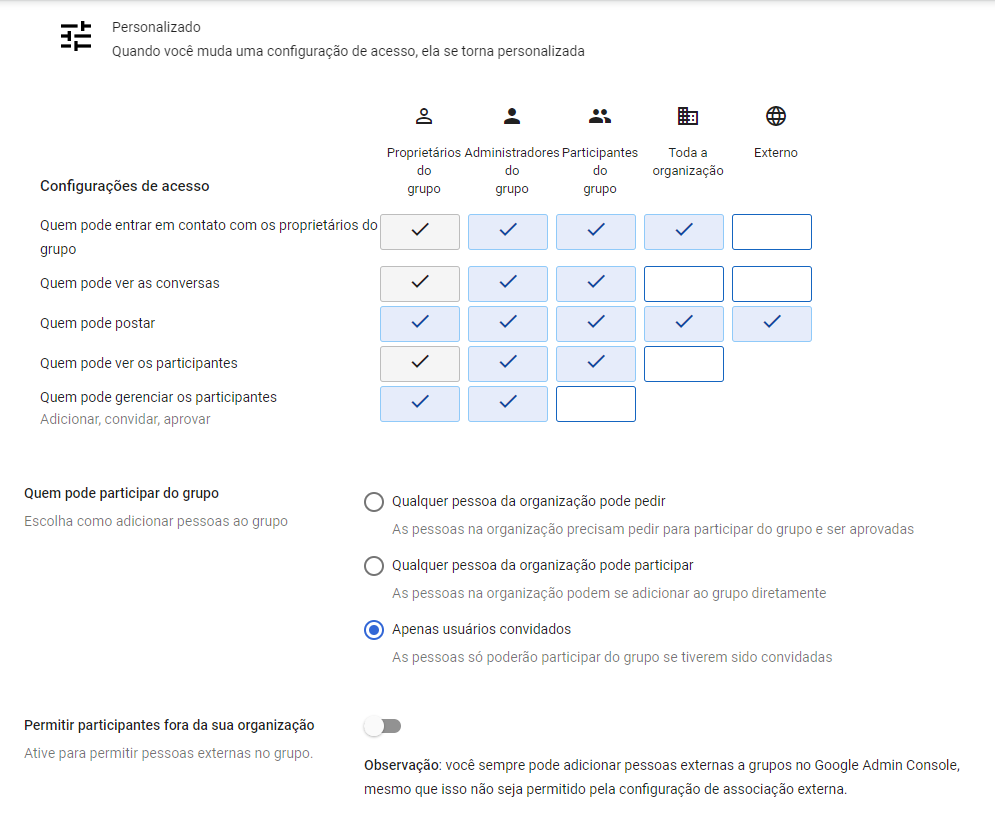 Personalizado
Quando você muda uma configuração de acesso, ela se torna personalizada
Proprietários do grupo
Administradores do grupo
Participantes do grupo
Toda a organização
Externo
Configurações de acesso
Quem pode entrar em contato com os proprietários do
grupo
Quem pode ver as conversas
Quem pode postar
Quem pode ver os participantes
Quem pode gerenciar os participantes
Adicionar, convidar, aprovar
Quem pode participar do grupo
Escolha como adicionar pessoas ao grupo
Qualquer pessoa da organização pode pedir
As pessoas na organização precisam pedir para participar do grupo e ser aprovadas
Qualquer pessoa da organização pode participar
As pessoas na organização podem se adicionar ao grupo diretamente
Apenas usuários convidados
As pessoas só poderão participar do grupo se tiverem sido convidadas
Permitir participantes fora da sua organização
Ative para permitir pessoas externas no grupo.
Observação: você sempre pode adicionar pessoas externas a grupos no Google Admin Console,
mesmo que isso não seja permitido pela configuração de associação externa.